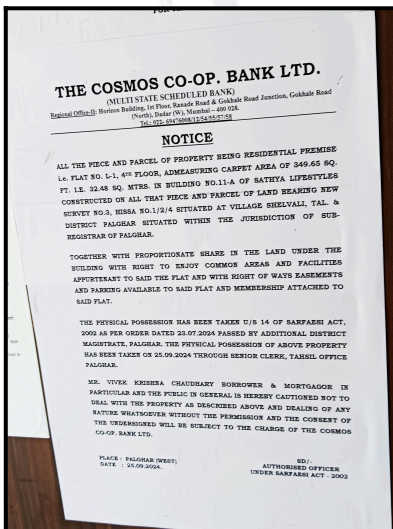 THE COSMOS CO-OP. BANK LTD.
(MULTI STATE SCHEDULED BANK)
Regional Office-II: Horizon Building, 1st Floor, Ranade Road & Gokhale Road Junction, Gokhale Road
(North), Dadar (W), Mumbai – 400 028.
Tel.: 022- 69476008/12/54/55/57/58
NOTICE
ALL THE PIECE AND PARCEL OF PROPERTY BEING RESIDENTIAL PREMISE
i.e. FLAT NO. L-1, 4TH FLOOR, ADMEASURING CARPET AREA OF 349.65 SQ.
FT. I.E. 32.48 SQ. MTRS. IN BUILDING NO.11-A OF SATHYA LIFESTYLES
CONSTRUCTED ON ALL THAT PIECE AND PARCEL OF LAND BEARING NEW
SURVEY NO.3, HISSA NO.1/2/4 SITUATED AT VILLAGE SHELVALI, TAL. &
DISTRICT PALGHAR SITUATED WITHIN THE JURISDICTION OF SUB-
REGISTRAR OF PALGHAR.
TOGETHER WITH PROPORTIONATE SHARE IN THE LAND UNDER THE
BUILDING WITH RIGHT TO ENJOY COMMON AREAS AND FACILITIES
APPURTENANT TO SAID THE FLAT AND WITH RIGHT OF WAYS EASEMENTS
AND PARKING AVAILABLE TO SAID FLAT AND MEMBERSHIP ATTACHED TO
SAID FLAT.
THE PHYSICAL POSSESSION HAS BEEN TAKEN U/S 14 OF SARFAESI ACT,
2002 AS PER ORDER DATED 23.07.2024 PASSED BY ADDITIONAL DISTRICT
MAGISTRATE, PALGHAR. THE PHYSICAL POSSESSION OF ABOVE PROPERTY
HAS BEEN TAKEN ON 25.09.2024 THROUGH SENIOR CLERK, TAHSIL OFFICE
PALGHAR.
MR. VIVEK KRISHNA CHAUDHARY BORROWER & MORTGAGOR IN
PARTICULAR AND THE PUBLIC IN GENERAL IS HEREBY CAUTIONED NOT TO
DEAL WITH THE PROPERTY AS DESCRIBED ABOVE AND DEALING OF ANY
NATURE WHATSOEVER WITHOUT THE PERMISSION AND THE CONSENT OF
THE UNDERSIGNED WILL BE SUBJECT TO THE CHARGE OF THE COSMOS
CO-OP. BANK LTD.
PLACE : PALGHAR (WEST)
DATE : 25.09.2024.
SD/-
AUTHORISED OFFICER
UNDER SARFAESI ACT - 2002